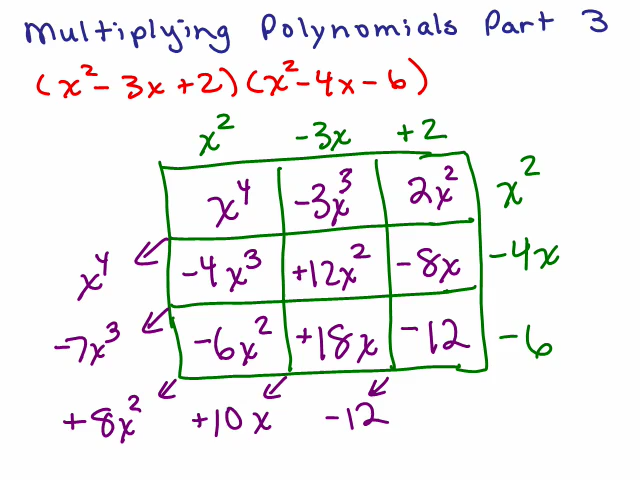 Multiplying Polynomials Part 3
(x² - 3x + 2)(x² - 4x - 6)
x² -3x +2
x⁴ -3x³ 2x² x²
x⁴ -4x³ +12x² -8x -4x
-7x³ -6x² +18x -12 -6
+8x² +10x -12